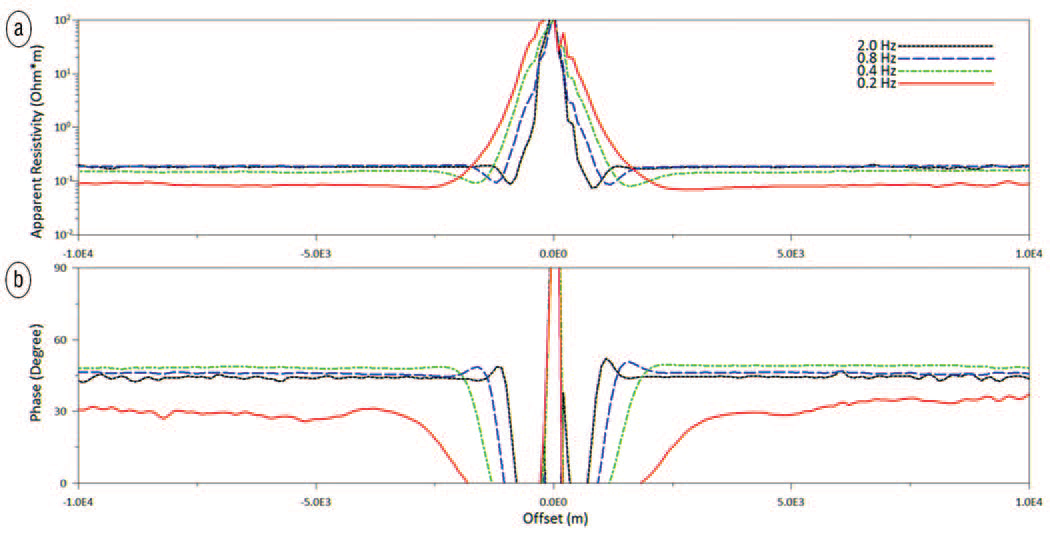 a
Apparent Resistivity (Ohm*m)
10²
10¹
10⁰
10⁻¹
10⁻²
2.0 Hz
0.8 Hz
0.4 Hz
0.2 Hz
-1.0E4 -5.0E3 0.0E0 5.0E3 1.0E4
b
Phase (Degree)
90
60
30
0
-1.0E4 -5.0E3 0.0E0 5.0E3 1.0E4
Offset (m)